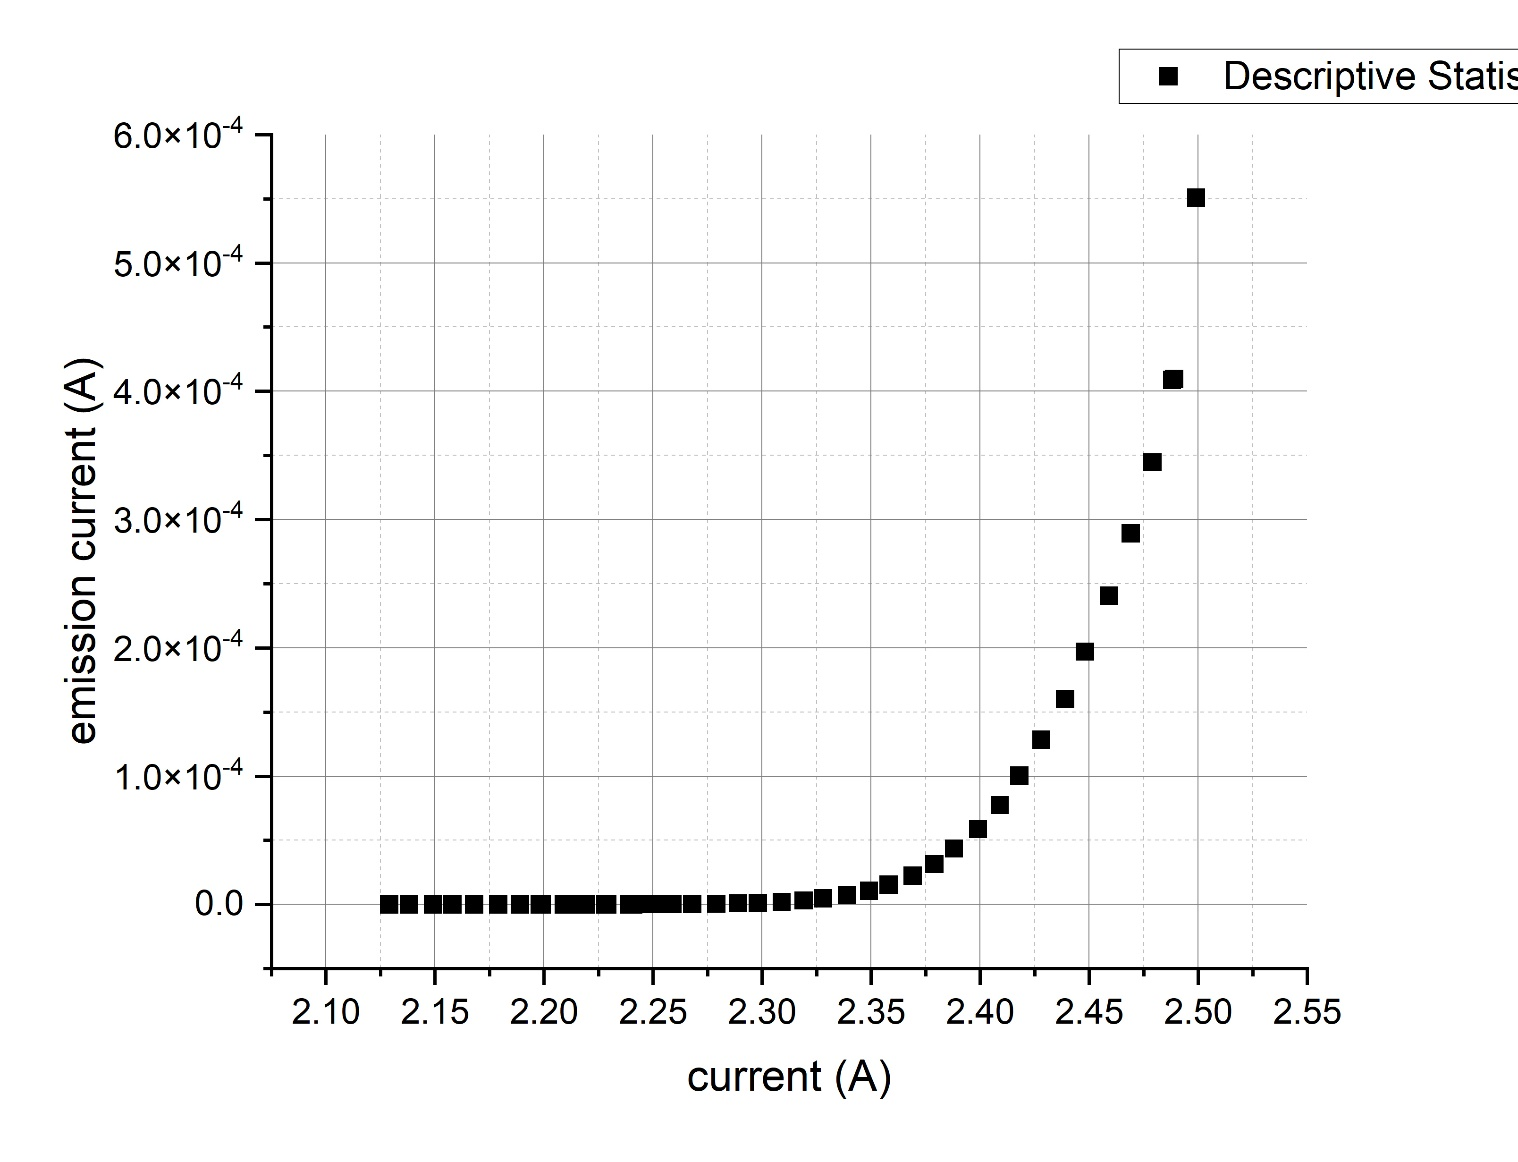 Descriptive Statis
6.0×10⁻⁴
5.0×10⁻⁴
4.0×10⁻⁴
3.0×10⁻⁴
2.0×10⁻⁴
1.0×10⁻⁴
0.0
emission current (A)
2.10 2.15 2.20 2.25 2.30 2.35 2.40 2.45 2.50 2.55
current (A)